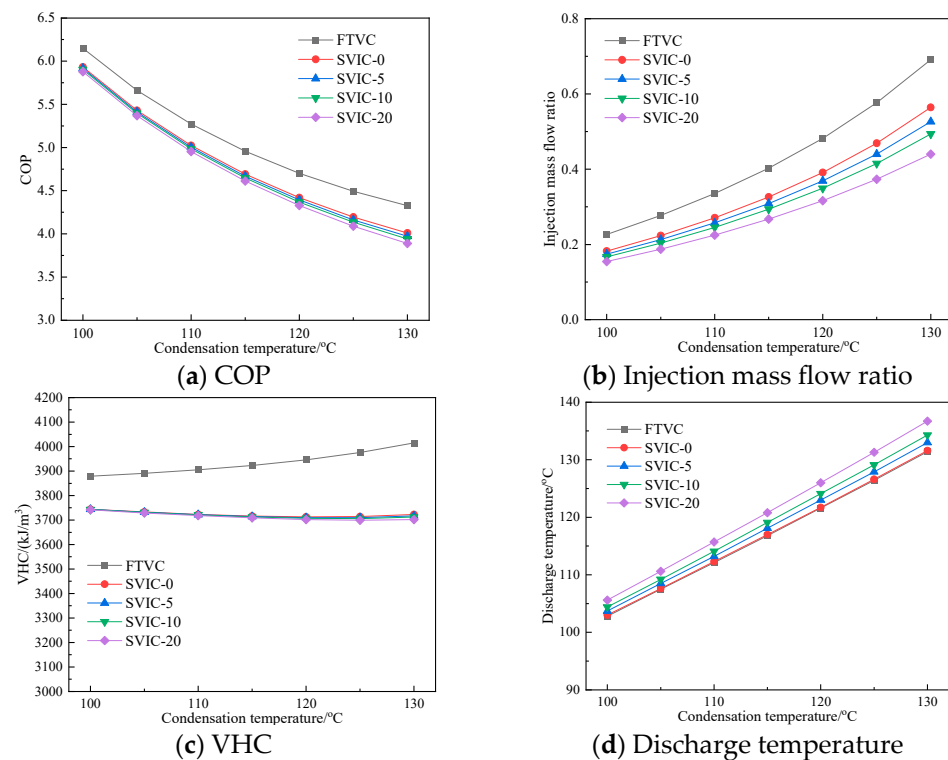 6.5
6.0
5.5
5.0
4.5
4.0
3.5
3.0
COP
FTVC
SVIC-0
SVIC-5
SVIC-10
SVIC-20
100
110
120
130
Condensation temperature/°C
(a) COP
0.8
0.6
0.4
0.2
0.0
Injection mass flow ratio
FTVC
SVIC-0
SVIC-5
SVIC-10
SVIC-20
100
110
120
130
Condensation temperature/°C
(b) Injection mass flow ratio
4200
4100
4000
3900
3800
3700
3600
3500
3400
3300
3200
3100
3000
VHC/(kJ/m³)
FTVC
SVIC-0
SVIC-5
SVIC-10
SVIC-20
100
110
120
130
Condensation temperature/°C
(c) VHC
140
130
120
110
100
90
Discharge temperature/°C
FTVC
SVIC-0
SVIC-5
SVIC-10
SVIC-20
100
110
120
130
Condensation temperature/°C
(d) Discharge temperature